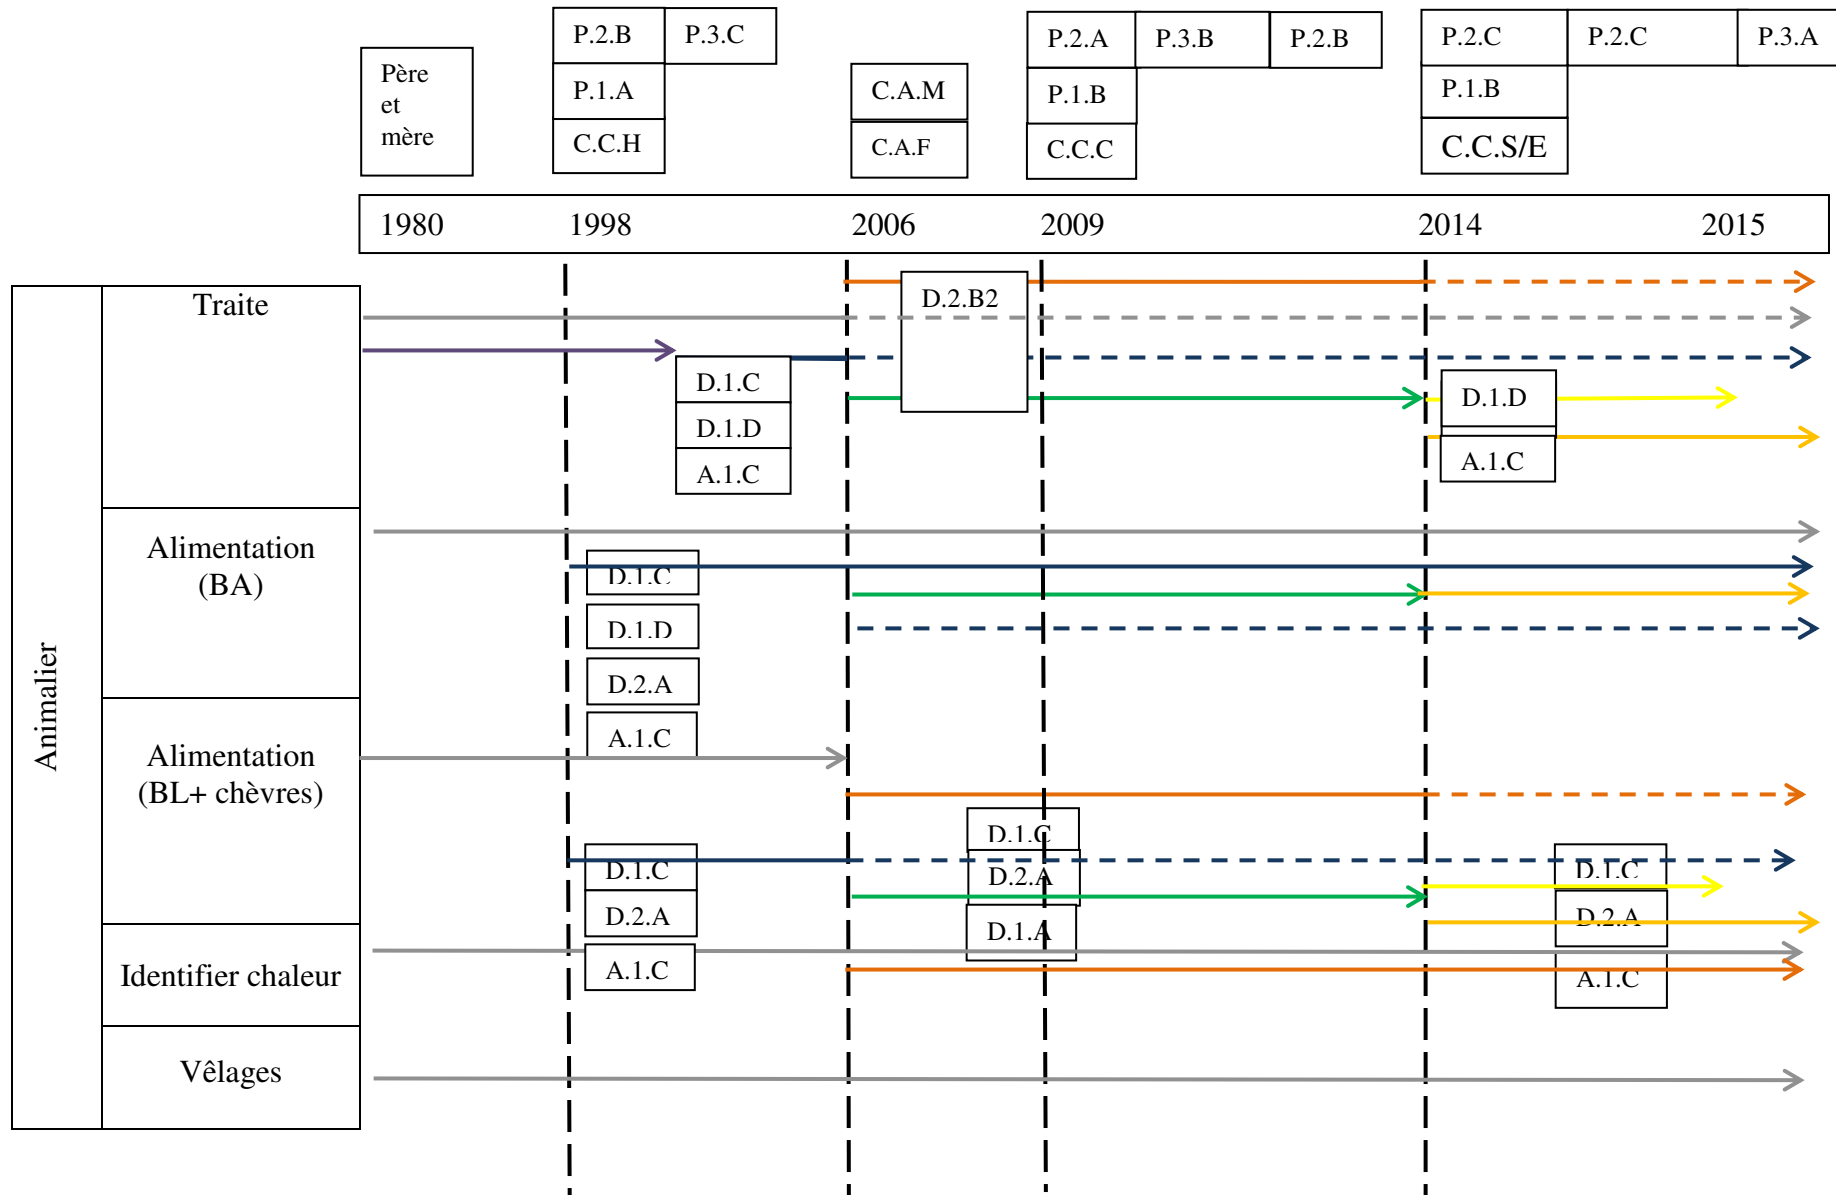 P.2.B
P.3.C
P.2.A
P.3.B
P.2.B
P.2.C
P.2.C
P.3.A
Père
et
mère
P.1.A
C.A.M
P.1.B
P.1.B
C.C.H
C.A.F
C.C.C
C.C.S/E
1980
1998
2006
2009
2014
2015
Animalier
Traite
D.2.B2
D.1.C
D.1.D
A.1.C
D.1.D
A.1.C
Alimentation
(BA)
D.1.C
D.1.D
D.2.A
A.1.C
Alimentation
(BL+ chèvres)
D.1.C
D.2.A
A.1.C
D.1.C
D.2.A
D.1.A
D.1.C
D.2.A
A.1.C
Identifier chaleur
Vêlages